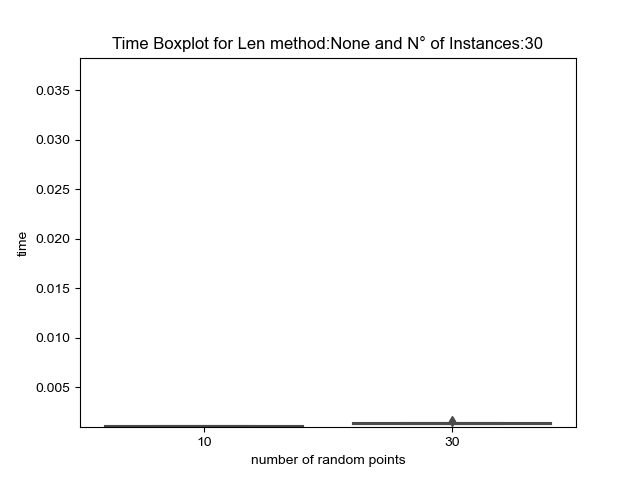 Time Boxplot for Len method:None and N° of Instances:30
0.035
0.030
0.025
0.020
0.015
0.010
0.005
time
10 30
number of random points